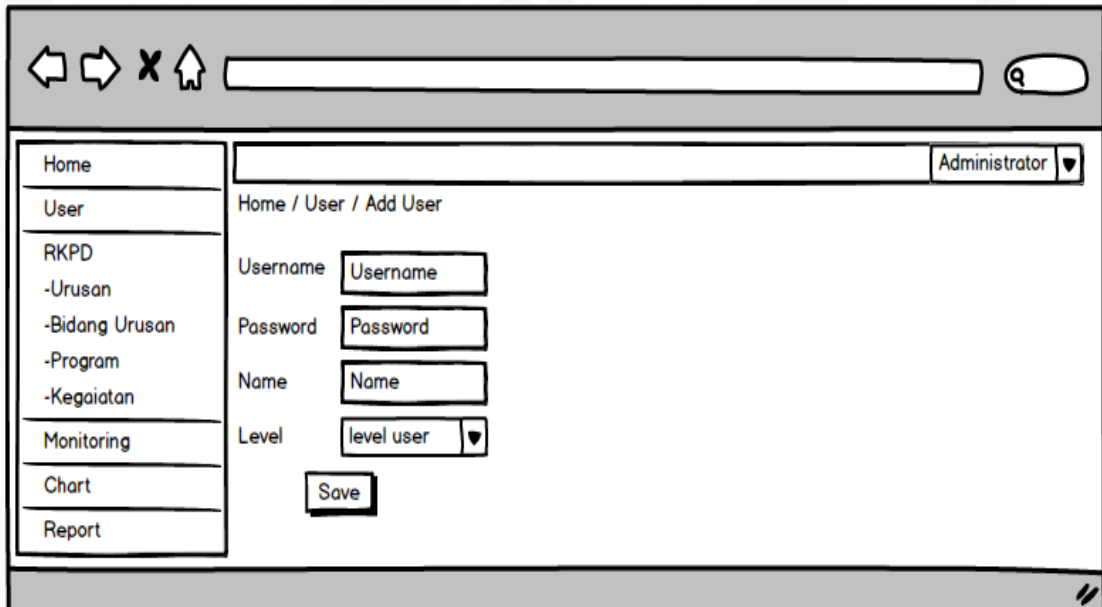 Home
User
RKPD
-Urusan
-Bidang Urusan
-Program
-Kegaiatan
Monitoring
Chart
Report
Administrator
Home / User / Add User
Username Username
Password Password
Name Name
Level level user
Save